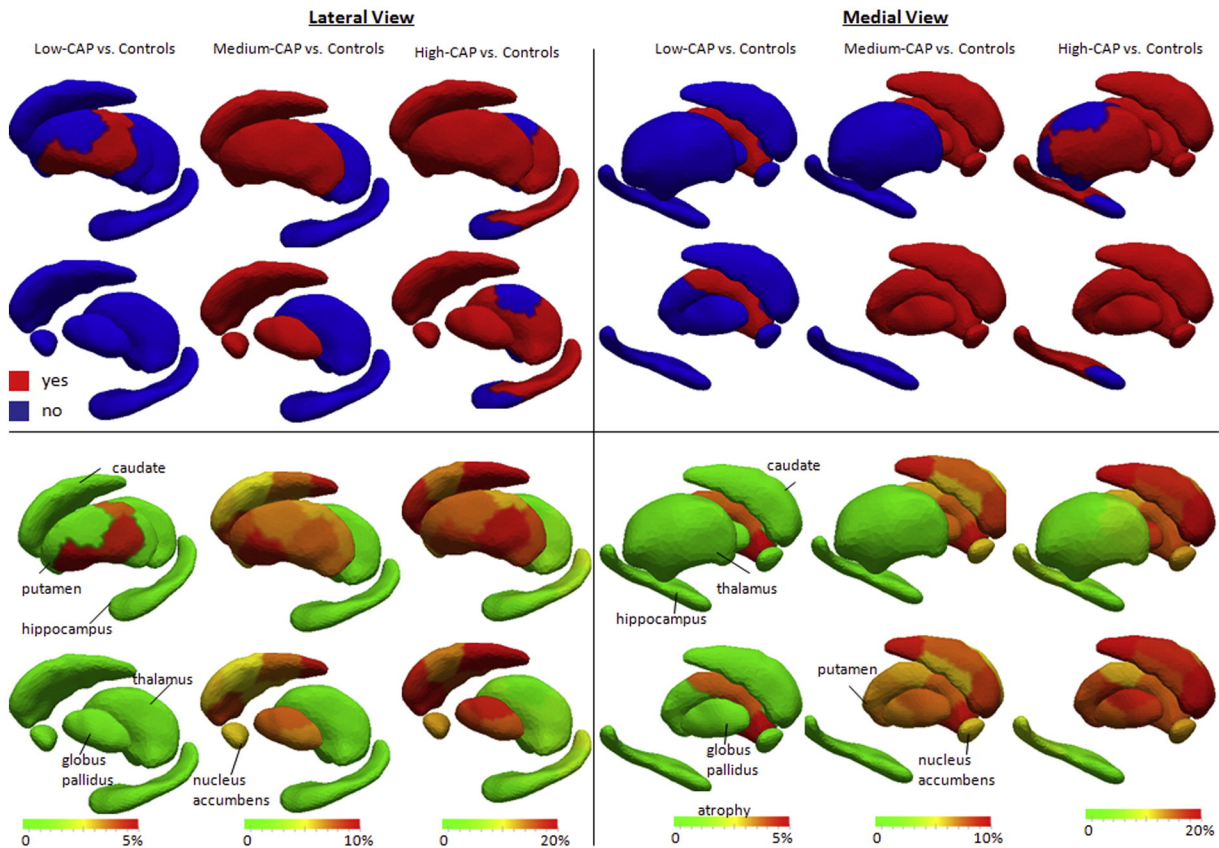 Lateral View
Medial View
Low-CAP vs. Controls
Medium-CAP vs. Controls
High-CAP vs. Controls
Low-CAP vs. Controls
Medium-CAP vs. Controls
High-CAP vs. Controls
yes
no
caudate
putamen
hippocampus
thalamus
globus
pallidus
nucleus
accumbens
0
5%
0
10%
0
20%
caudate
thalamus
hippocampus
putamen
globus
pallidus
nucleus
accumbens
atrophy
0
5%
0
10%
0
20%